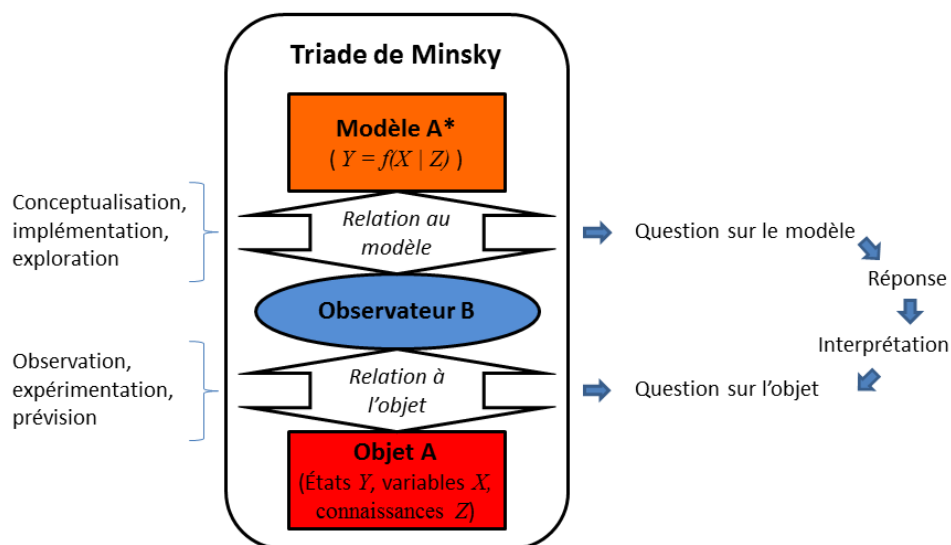 Triade de Minsky
Modèle A*
( Y = f(X | Z) )
Conceptualisation,
implémentation,
exploration
Relation au
modèle
Question sur le modèle
Réponse
Observateur B
Interprétation
Observation,
expérimentation,
prévision
Relation à
l’objet
Question sur l’objet
Objet A
(États Y, variables X,
connaissances Z)